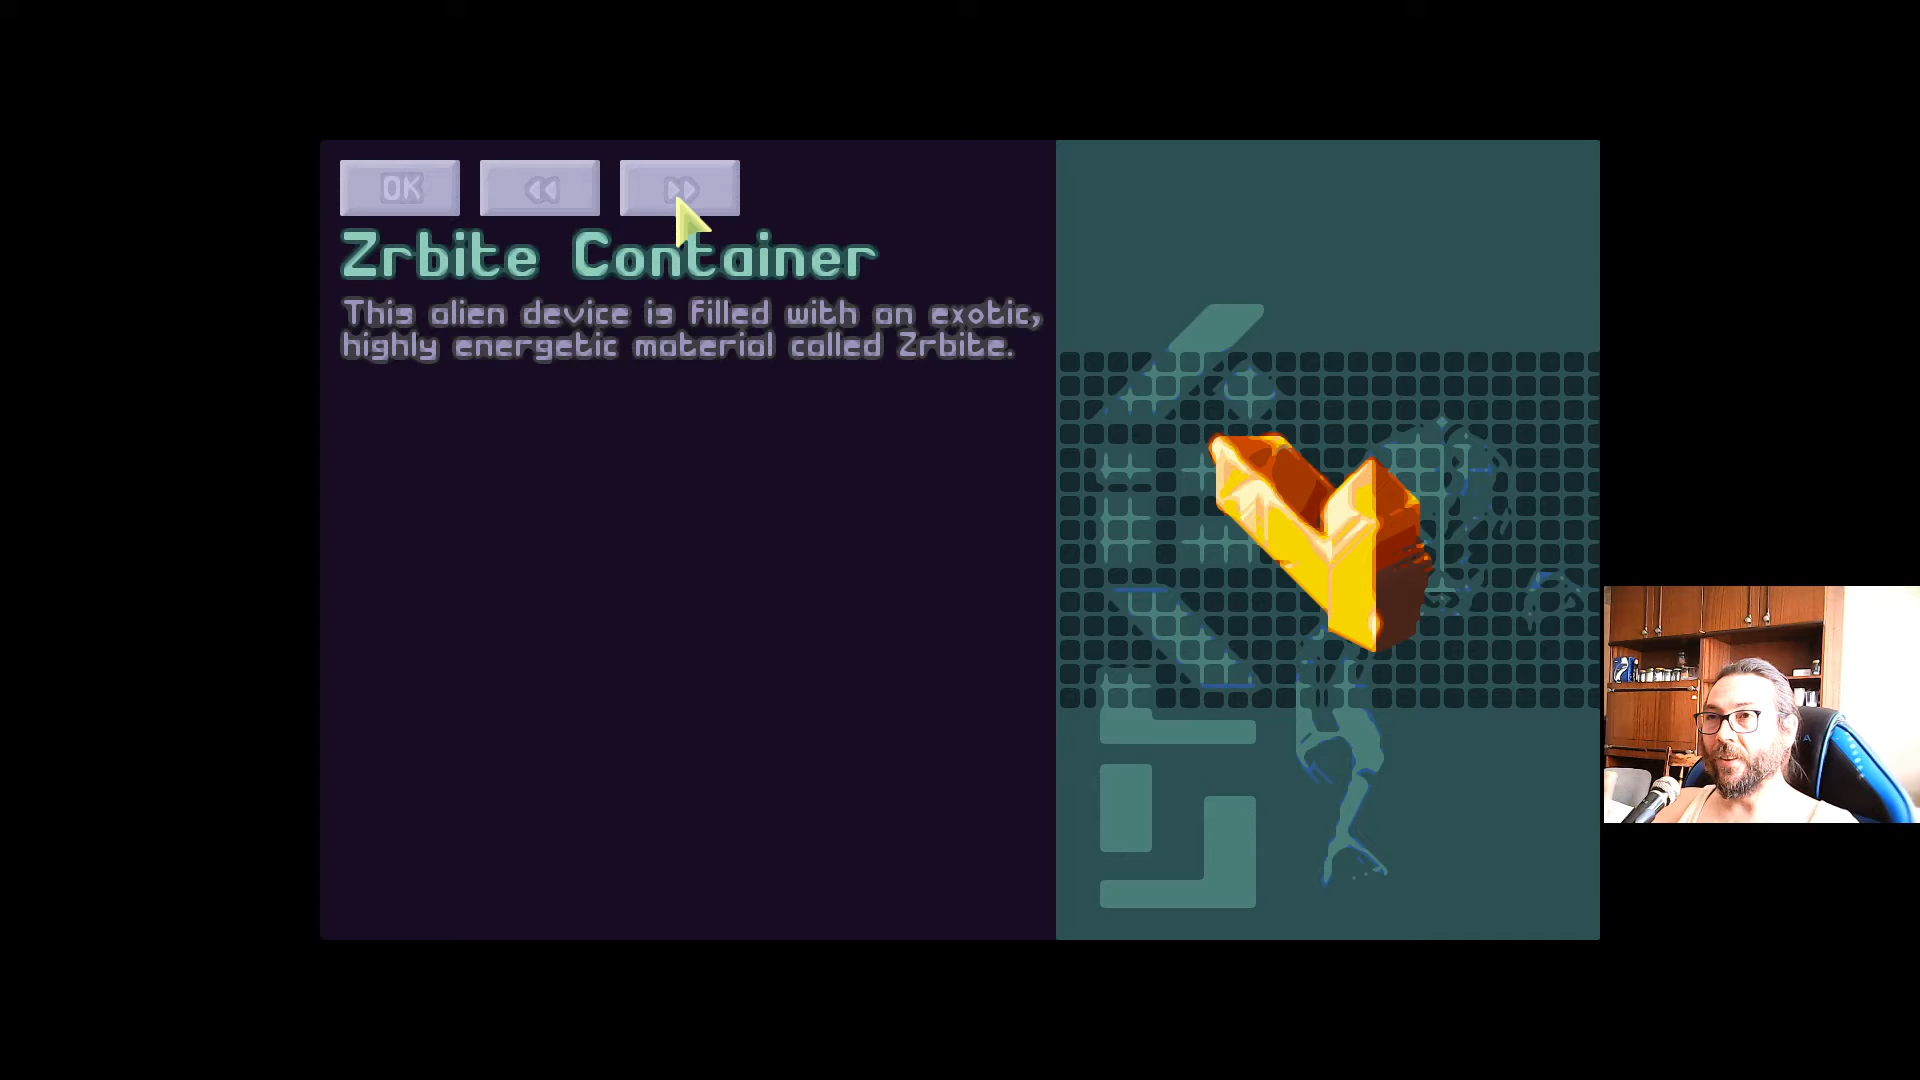 OK
Zrbite Container
This alien device is filled with an exotic,
highly energetic material called Zrbite.